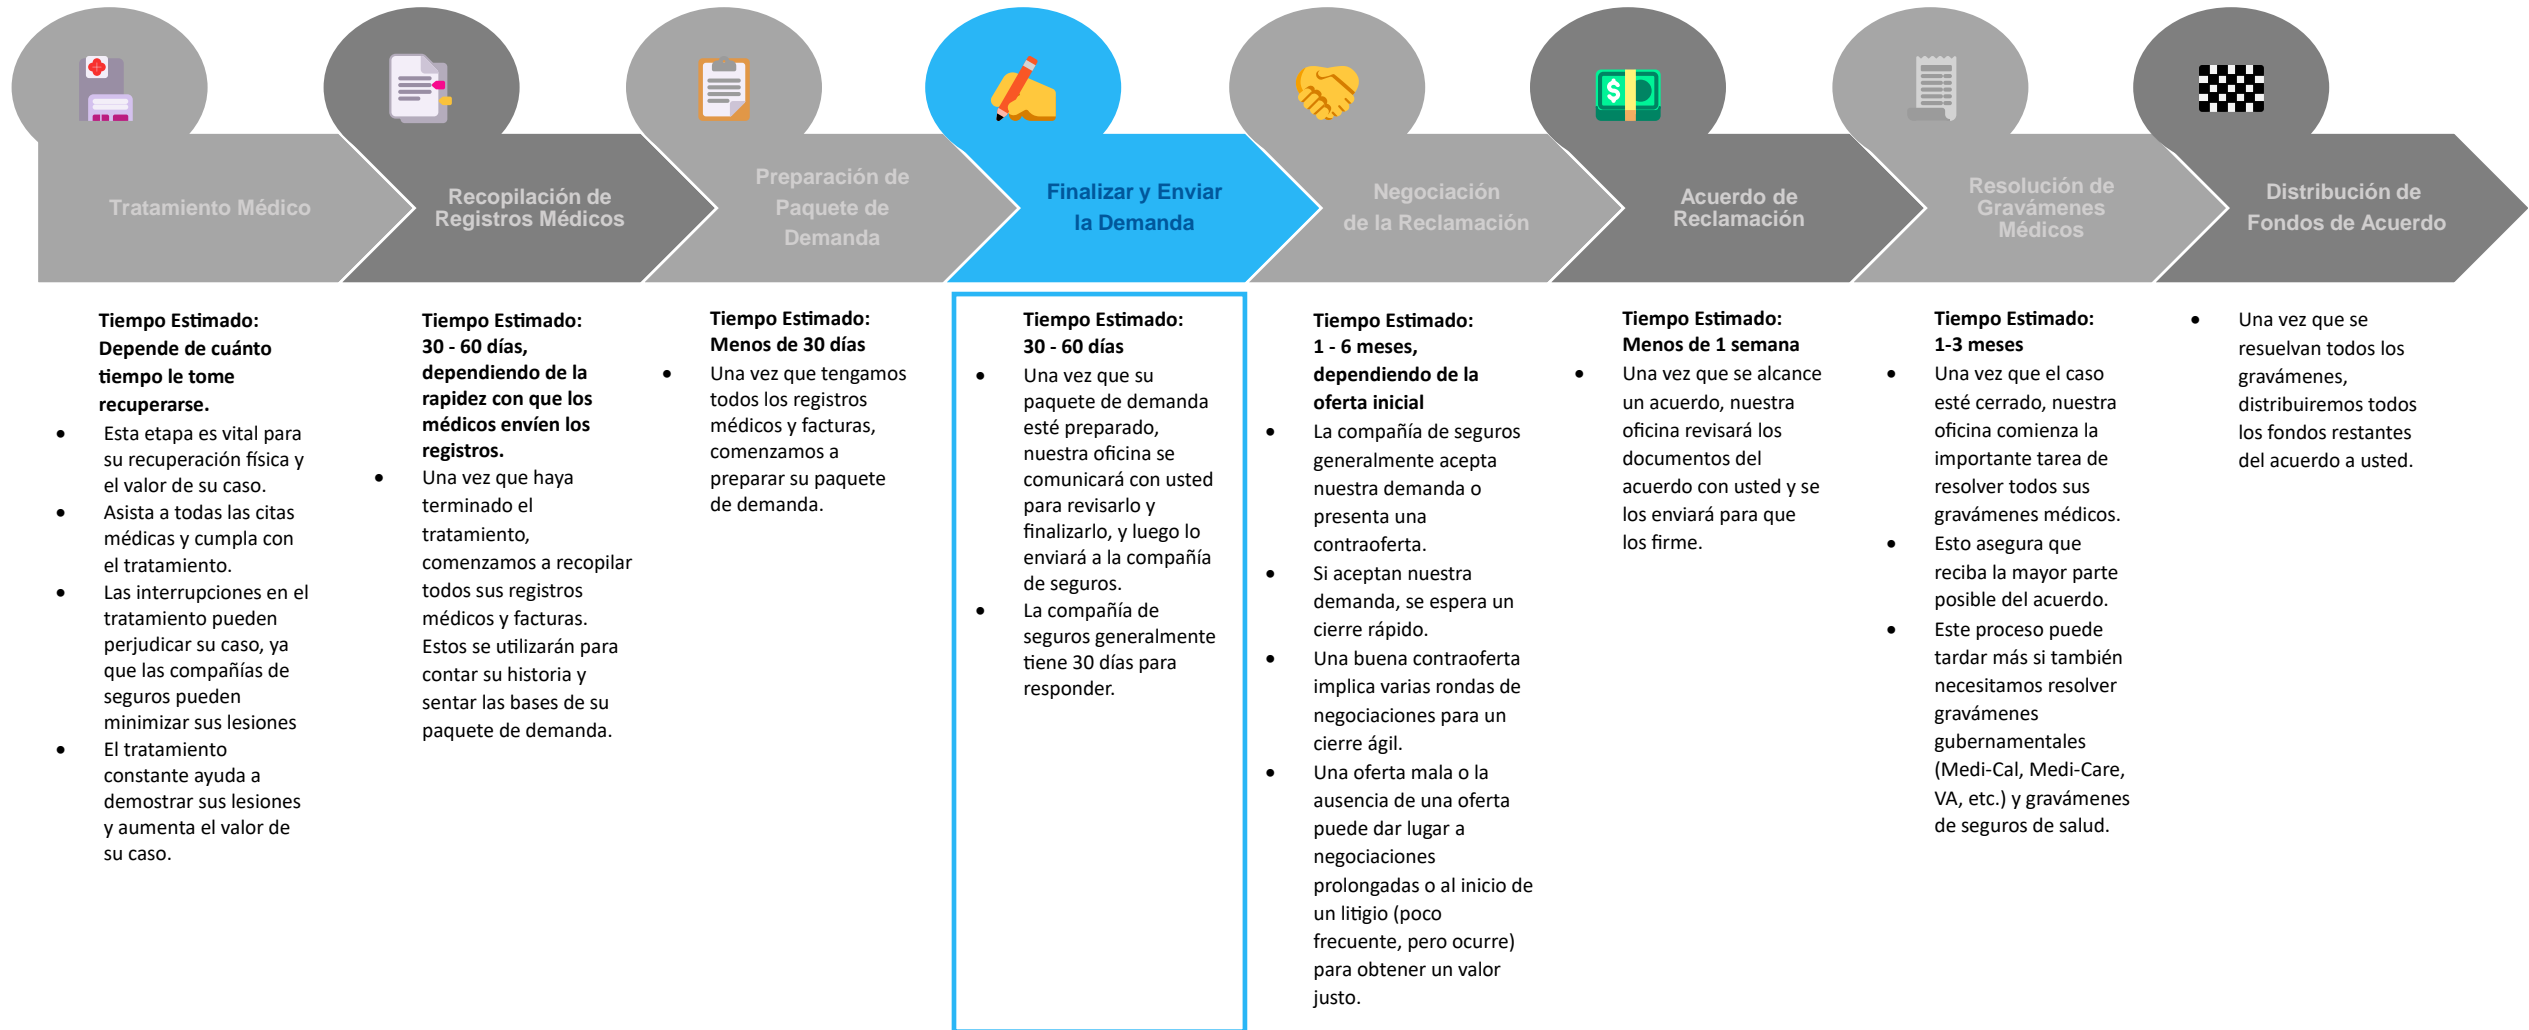 Tratamiento Médico
Recopilación de
Registros Médicos
Preparación de
Paquete de
Demanda
Finalizar y Enviar
la Demanda
Negociación
de la Reclamación
Acuerdo de
Reclamación
Resolución de
Gravámenes
Médicos
Distribución de
Fondos de Acuerdo
Tiempo Estimado:
Depende de cuánto
tiempo le tome
recuperarse.
• Esta etapa es vital para
su recuperación física y
el valor de su caso.
• Asista a todas las citas
médicas y cumpla con
el tratamiento.
• Las interrupciones en el
tratamiento pueden
perjudicar su caso, ya
que las compañías de
seguros pueden
minimizar sus lesiones
• El tratamiento
constante ayuda a
demostrar sus lesiones
y aumenta el valor de
su caso.
Tiempo Estimado:
30 - 60 días,
dependiendo de la
rapidez con que los
médicos envíen los
registros.
• Una vez que haya
terminado el
tratamiento,
comenzamos a recopilar
todos sus registros
médicos y facturas.
Estos se utilizarán para
contar su historia y
sentar las bases de su
paquete de demanda.
Tiempo Estimado:
Menos de 30 días
• Una vez que tengamos
todos los registros
médicos y facturas,
comenzamos a
preparar su paquete
de demanda.
Tiempo Estimado:
30 - 60 días
• Una vez que su
paquete de demanda
esté preparado,
nuestra oficina se
comunicará con usted
para revisarlo y
finalizarlo, y luego lo
enviará a la compañía
de seguros.
• La compañía de
seguros generalmente
tiene 30 días para
responder.
Tiempo Estimado:
1 - 6 meses,
dependiendo de la
oferta inicial
• La compañía de seguros
generalmente acepta
nuestra demanda o
presenta una
contraoferta.
• Si aceptan nuestra
demanda, se espera un
cierre rápido.
• Una buena contraoferta
implica varias rondas de
negociaciones para un
cierre ágil.
• Una oferta mala o la
ausencia de una oferta
puede dar lugar a
negociaciones
prolongadas o al inicio de
un litigio (poco
frecuente, pero ocurre)
para obtener un valor
justo.
Tiempo Estimado:
Menos de 1 semana
• Una vez que se alcance
un acuerdo, nuestra
oficina revisará los
documentos del
acuerdo con usted y se
los enviará para que
los firme.
Tiempo Estimado:
1-3 meses
• Una vez que el caso
esté cerrado, nuestra
oficina comienza la
importante tarea de
resolver todos sus
gravámenes médicos.
• Esto asegura que
reciba la mayor parte
posible del acuerdo.
• Este proceso puede
tardar más si también
necesitamos resolver
gravámenes
gubernamentales
(Medi-Cal, Medi-Care,
VA, etc.) y gravámenes
de seguros de salud.
• Una vez que se
resuelvan todos los
gravámenes,
distribuiremos todos
los fondos restantes
del acuerdo a usted.